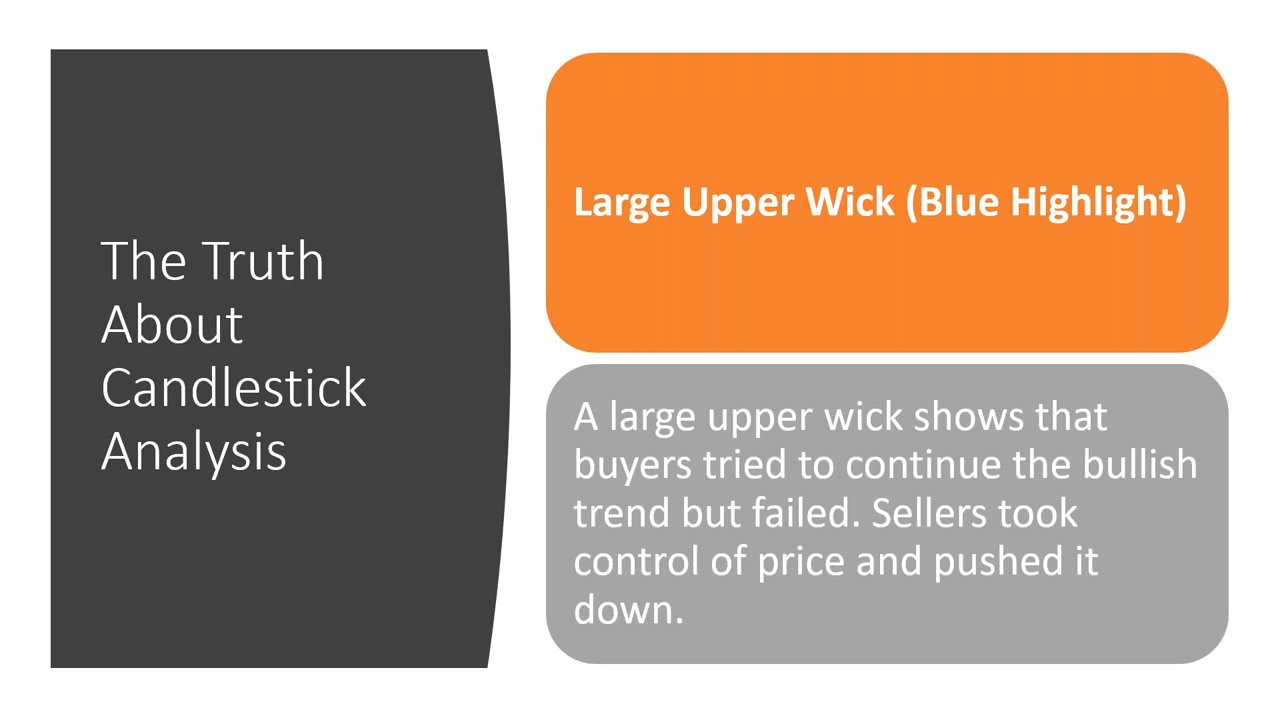 The Truth
About
Candlestick
Analysis
Large Upper Wick (Blue Highlight)
A large upper wick shows that
buyers tried to continue the bullish
trend but failed. Sellers took
control of price and pushed it
down.